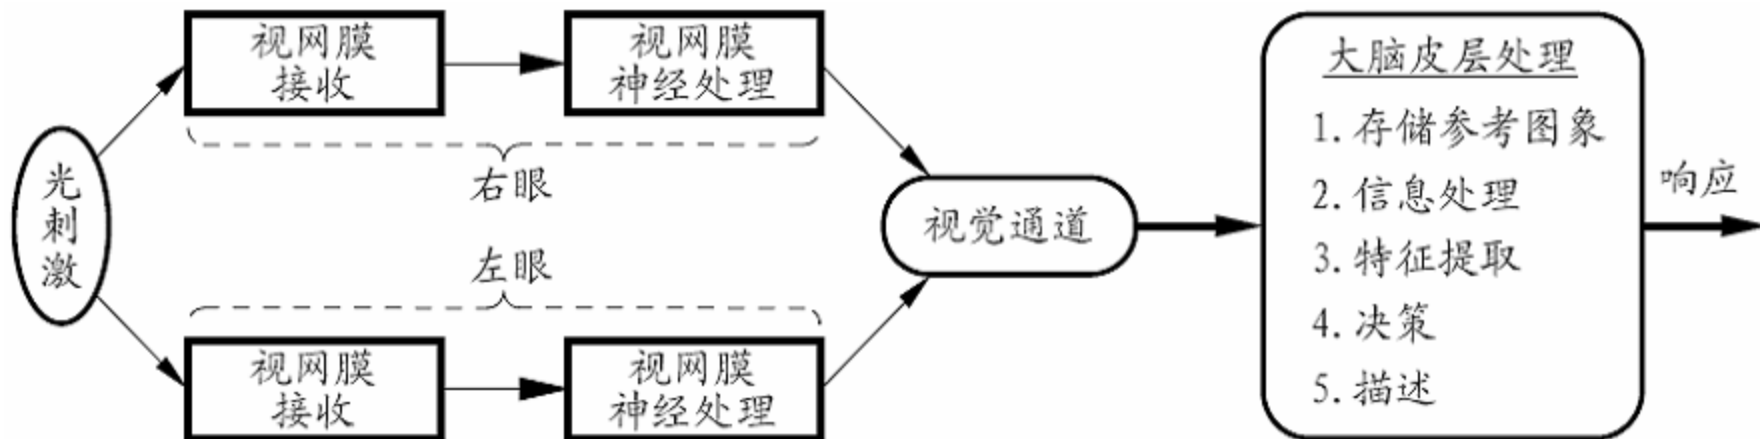 视网膜
接收
视网膜
神经处理
右眼
光
刺
激
左眼
视网膜
接收
视网膜
神经处理
视觉通道
大脑皮层处理
1. 存储参考图象
2. 信息处理
3. 特征提取
4. 决策
5. 描述
响应